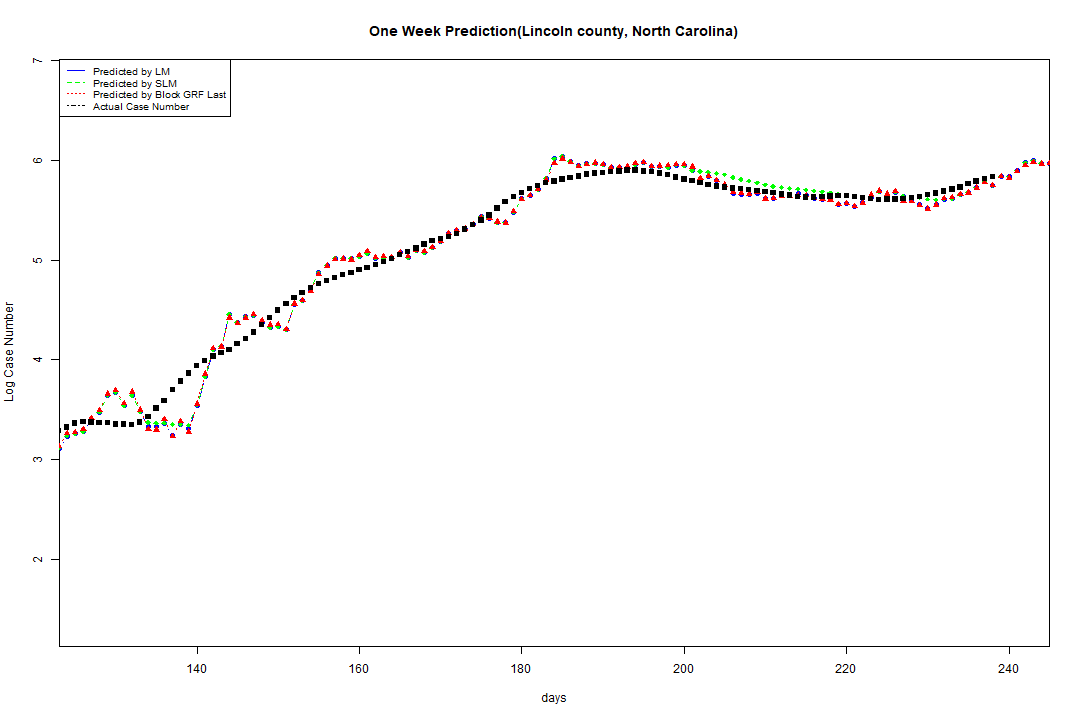 One Week Prediction(Lincoln county, North Carolina)
Predicted by LM
Predicted by SLM
Predicted by Block GRF Last
Actual Case Number
7
6
5
4
3
2
Log Case Number
140 160 180 200 220 240
days